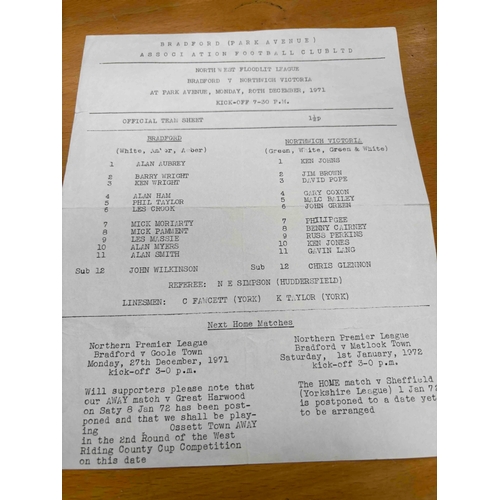 BRADFORD (PARK AVENUE)
ASSOCIATION FOOTBALL CLUB LTD
NORTH WEST FLOODLIT LEAGUE
BRADFORD V NORTHWICH VICTORIA
AT PARK AVENUE, MONDAY, 20TH DECEMBER, 1971
KICK-OFF 7-30 P.M.
OFFICIAL TEAM SHEET 1½p
BRADFORD
(White, Amber, Amber)
1 ALAN AUBREY
2 BARRY WRIGHT
3 KEN WRIGHT
4 ALAN HAM
5 PHIL TAYLOR
6 LES CROOK
7 MICK MORIARTY
8 MICK PAMMENT
9 LES MASSIE
10 ALAN MYERS
11 ALAN SMITH
Sub 12 JOHN WILKINSON
NORTHWICH VICTORIA
(Green, White, Green & White)
1 KEN JOHNS
2 JIM BROWN
3 DAVID POPE
4 GARY COXON
5 MALC BAILEY
6 JOHN GREEN
7 PHILIP GEE
8 BENNY CAIRNEY
9 RUSS PERKINS
10 KEN JONES
11 GAVIN LANG
Sub 12 CHRIS GLENNON
REFEREE: N E SIMPSON (HUDDERSFIELD)
LINESMEN: C FAWCETT (YORK) K TAYLOR (YORK)
Next Home Matches
Northern Premier League
Bradford v Goole Town
Monday, 27th December, 1971
kick-off 3-0 p.m.
Will supporters please note that
our AWAY match v Great Harwood
on Saty 8 Jan 72 has been post-
poned and that we shall be play-
ing Ossett Town AWAY
in the 2nd Round of the West
Riding County Cup Competition
on this date
Northern Premier League
Bradford v Matlock Town
Saturday, 1st January, 1972
kick-off 3-0 p.m.
The HOME match v Sheffield
(Yorkshire League) 1 Jan 72
is postponed to a date yet
to be arranged